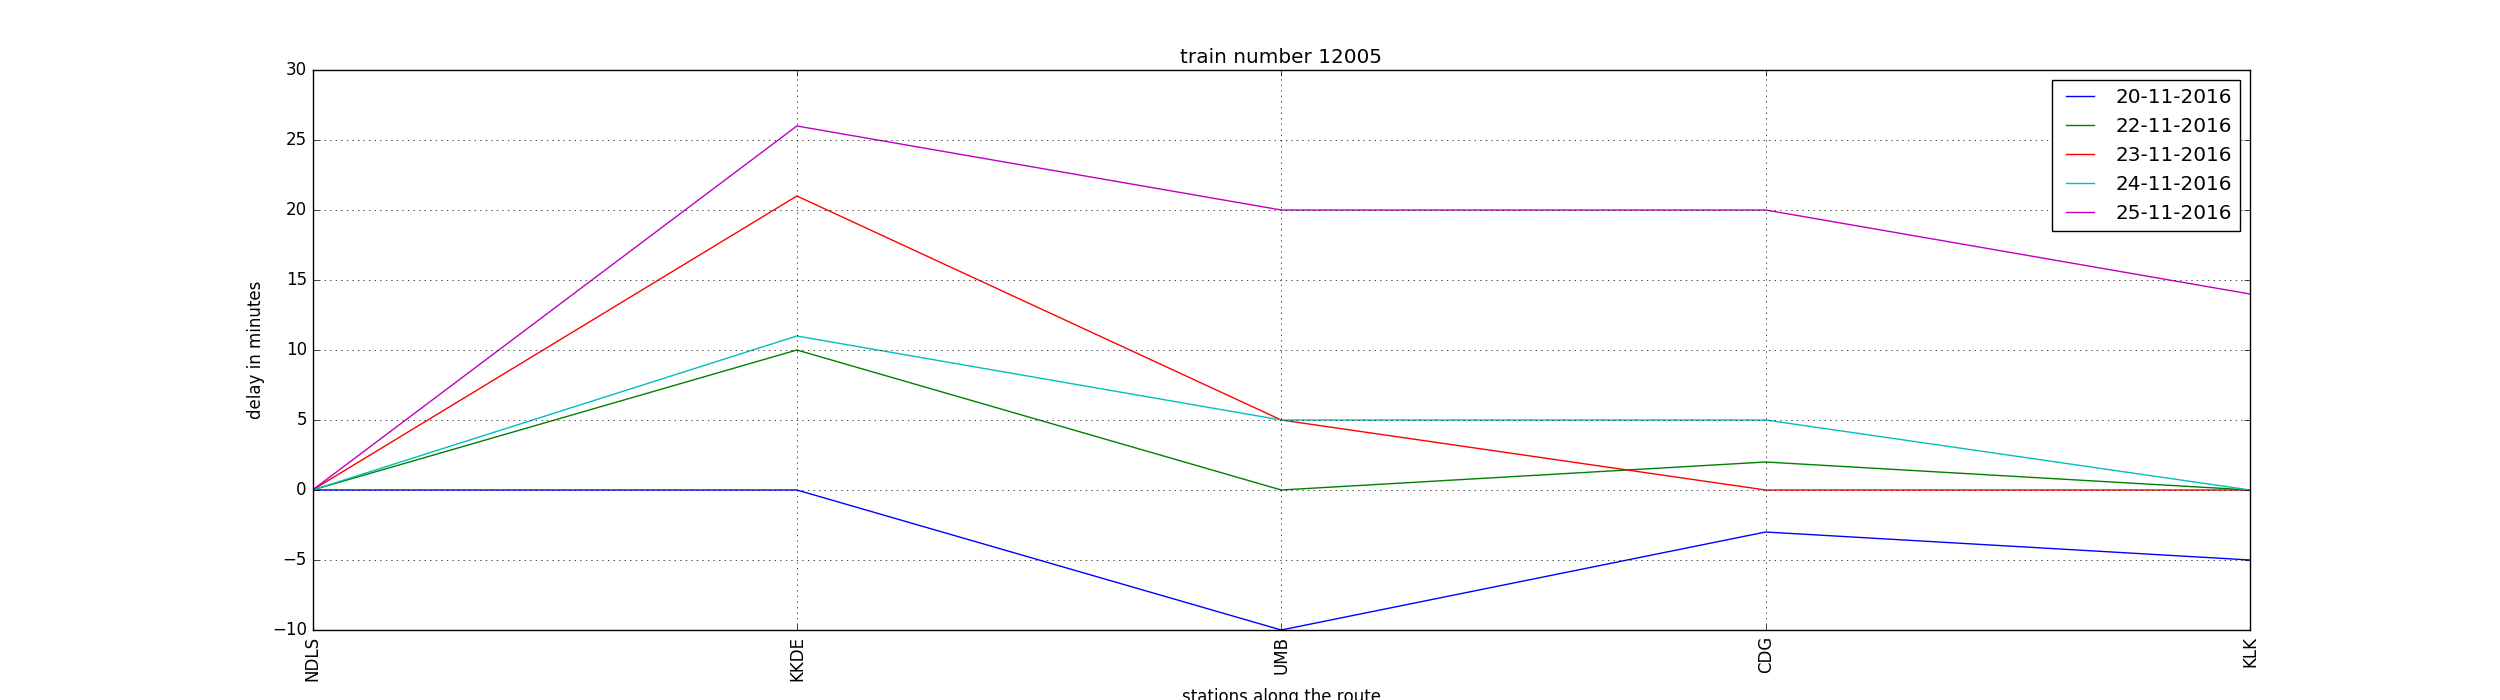 train number 12005
30
25
20
15
10
5
0
−5
−10
delay in minutes
20-11-2016
22-11-2016
23-11-2016
24-11-2016
25-11-2016
NDLS
KKDE
UMB
CDG
KLK
stations along the route